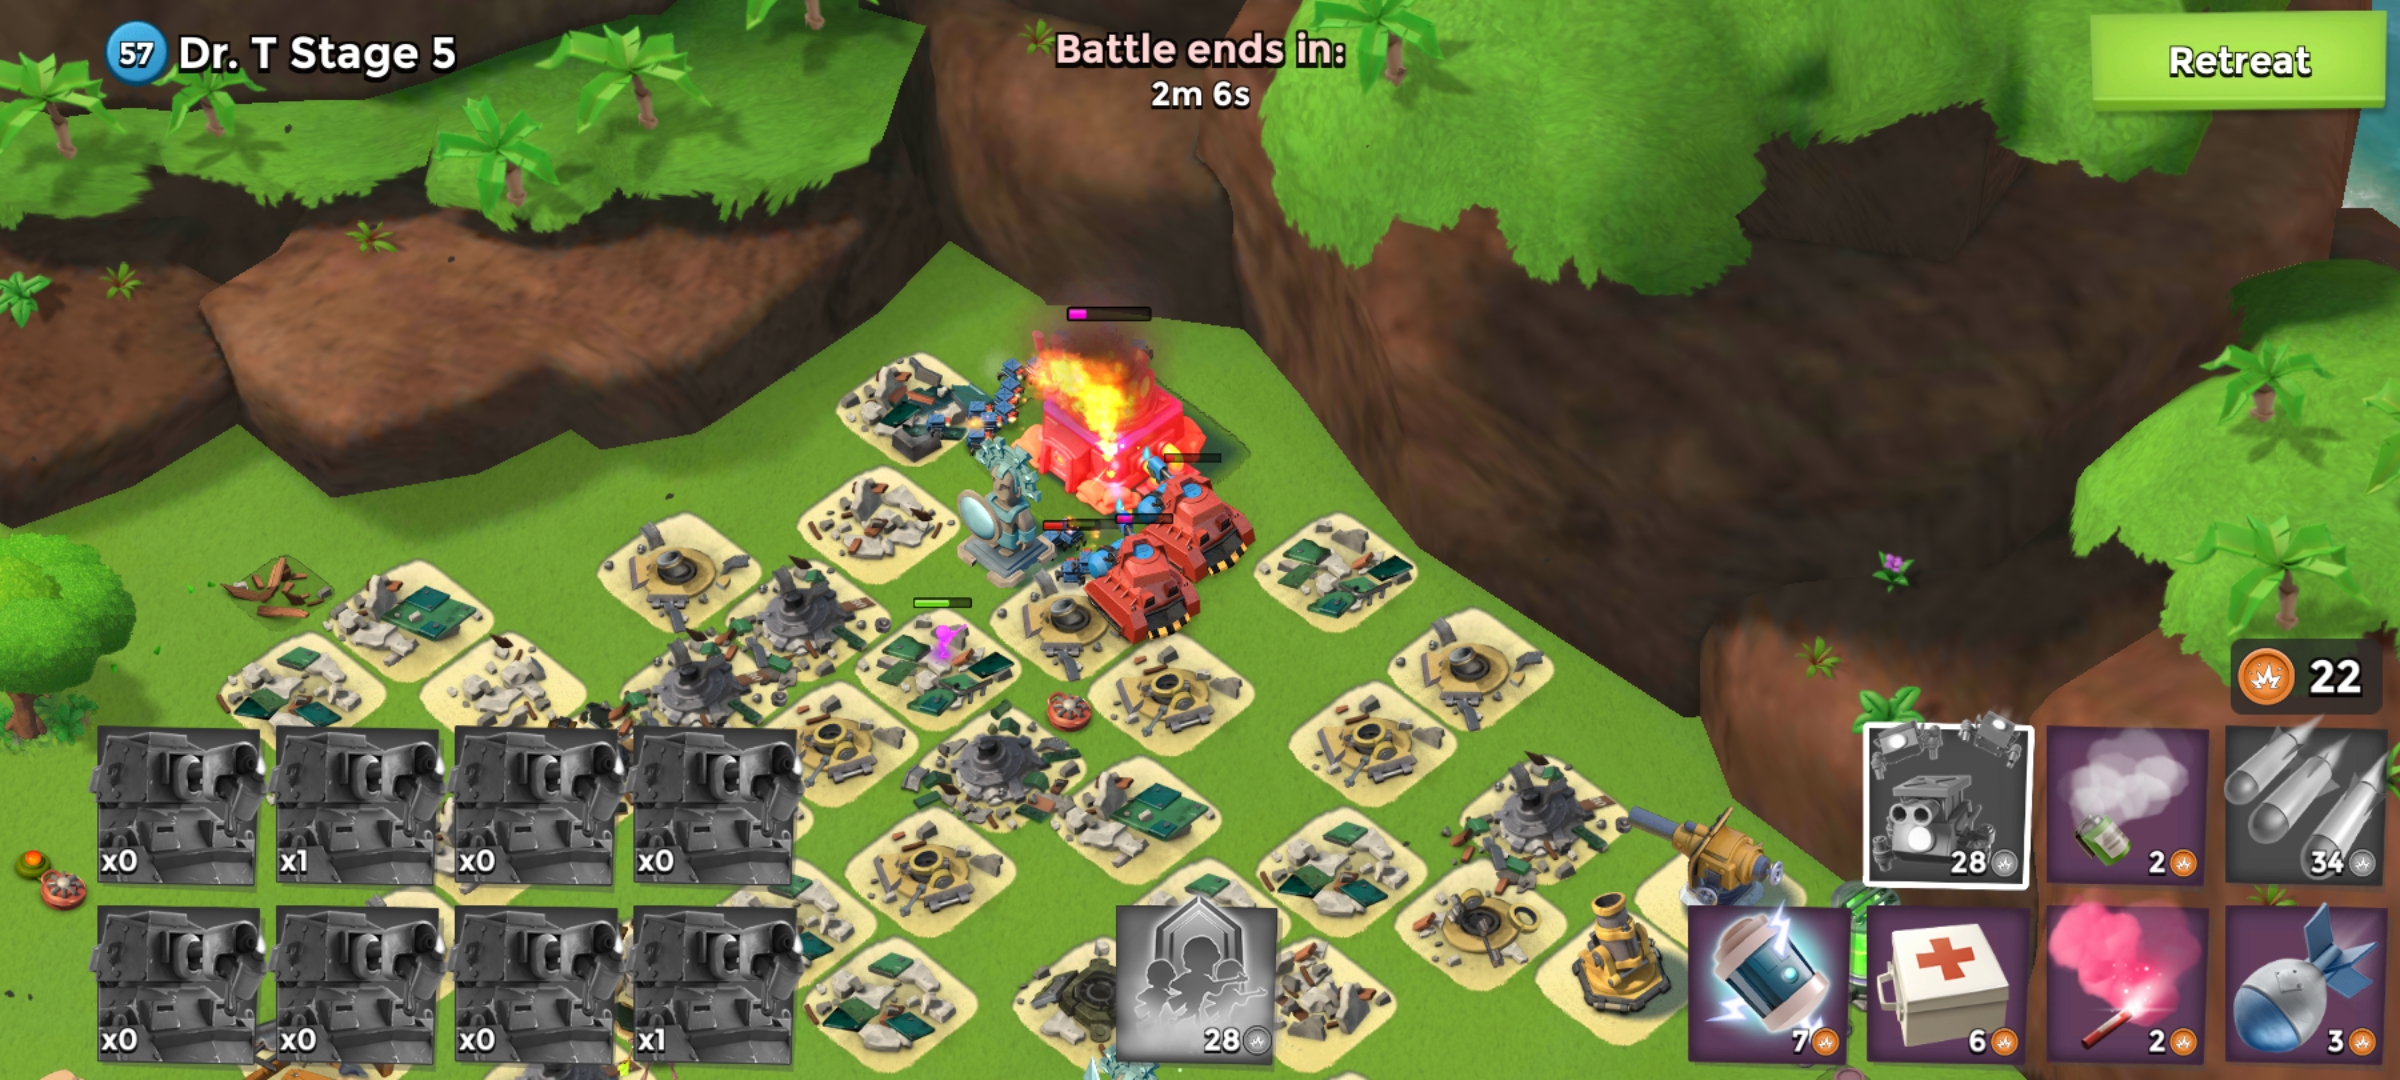 57 Dr. T Stage 5
Battle ends in:
2m 6s
Retreat
22
x0 x1 x0 x0
28 2 34
x0 x0 x0 x1
28 7 6 2 3